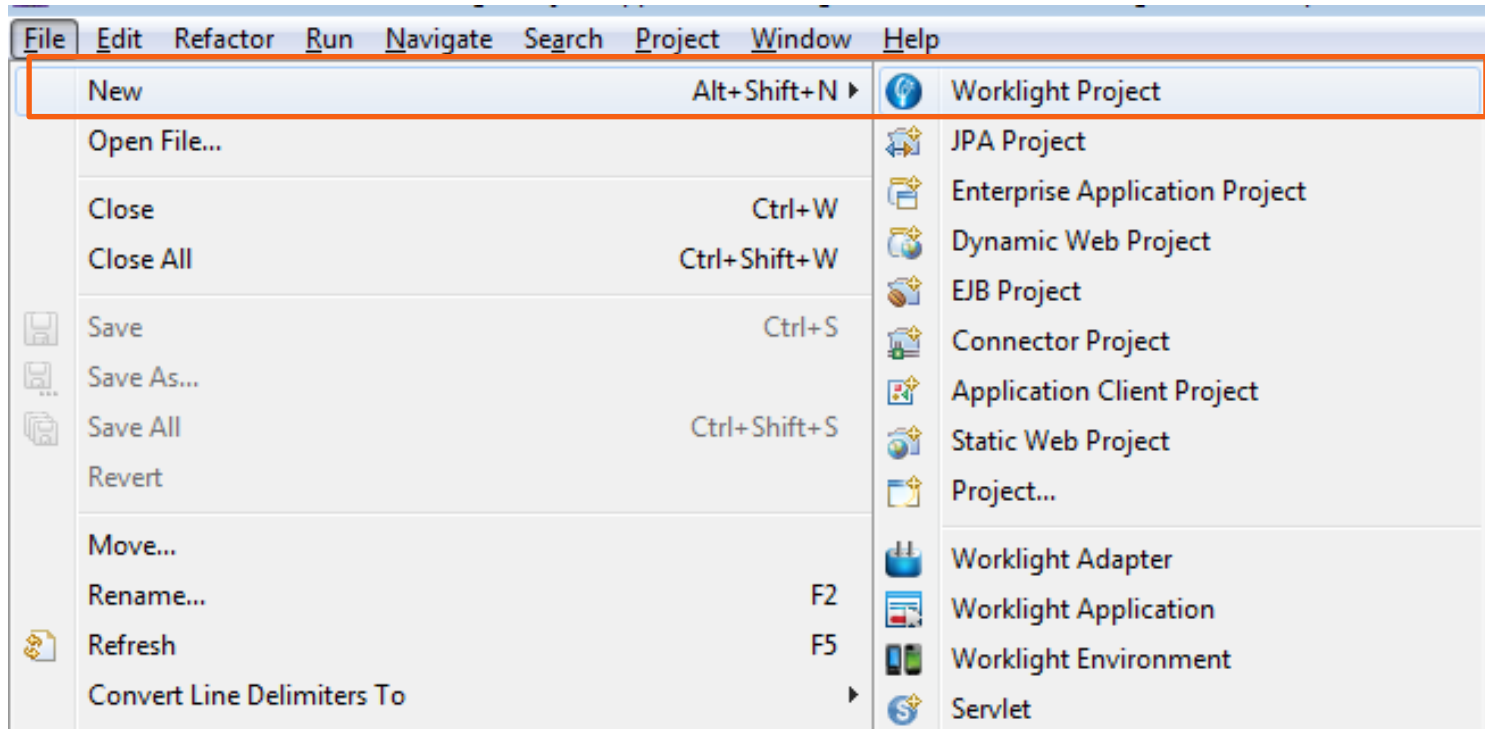 File Edit Refactor Run Navigate Search Project Window Help
New Alt+Shift+N
Open File...
Close Ctrl+W
Close All Ctrl+Shift+W
Save Ctrl+S
Save As...
Save All Ctrl+Shift+S
Revert
Move...
Rename... F2
Refresh F5
Convert Line Delimiters To
Worklight Project
JPA Project
Enterprise Application Project
Dynamic Web Project
EJB Project
Connector Project
Application Client Project
Static Web Project
Project...
Worklight Adapter
Worklight Application
Worklight Environment
Servlet